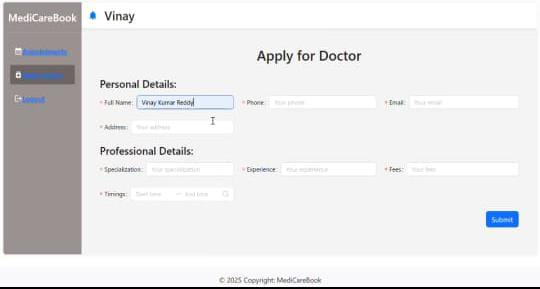 MediCareBook
Vinay
Appointments
Logout
Apply for Doctor
Personal Details:
* Full Name: Vinay Kumar Reddy * Phone: Your phone * Email: Your email
* Address: Your address
Professional Details:
* Specialization: Your specialization * Experience: Your experience * Fees: Your fees
* Timings: Start time → End time
Submit
© 2025 Copyright: MediCareBook